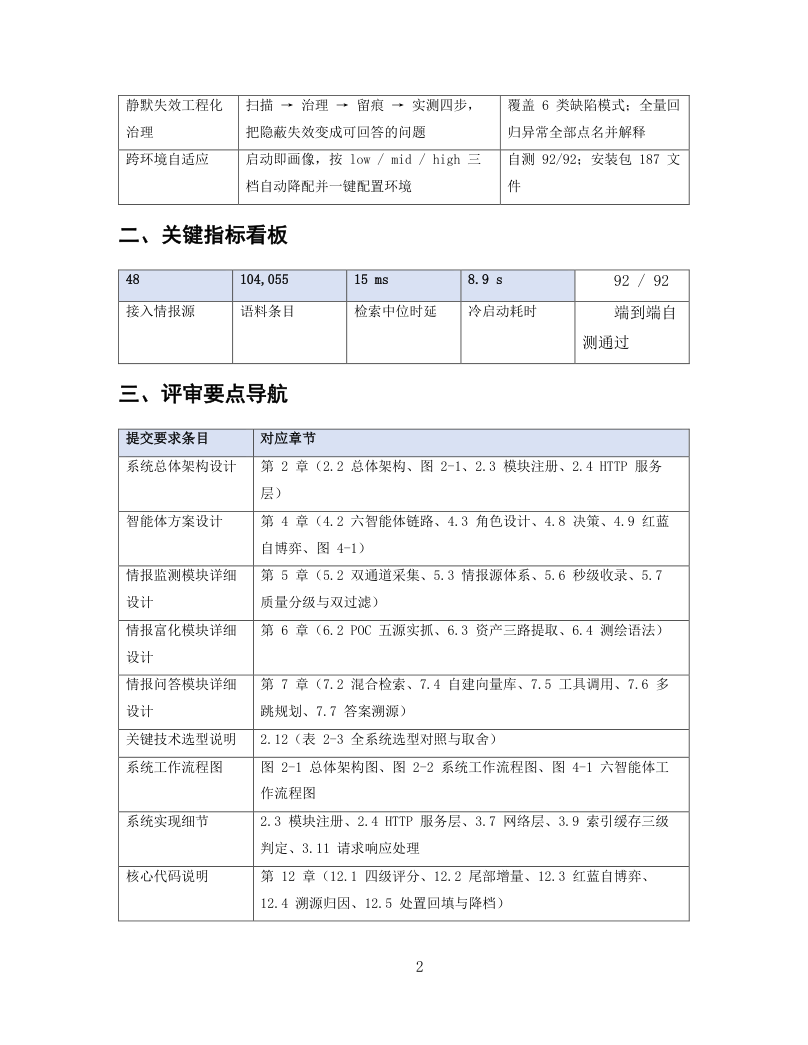 静默失效工程化 扫描 → 治理 → 留痕 → 实测四步， 覆盖 6 类缺陷模式；全量回
治理 把隐蔽失效变成可回答的问题 归异常全部点名并解释
跨环境自适应 启动即画像，按 low / mid / high 三 自测 92/92；安装包 187 文
档自动降配并一键配置环境 件
二、关键指标看板
48 104,055 15 ms 8.9 s 92 / 92
接入情报源 语料条目 检索中位时延 冷启动耗时 端到端自
测通过
三、评审要点导航
提交要求条目 对应章节
系统总体架构设计 第 2 章（2.2 总体架构、图 2-1、2.3 模块注册、2.4 HTTP 服务
层）
智能体方案设计 第 4 章（4.2 六智能体链路、4.3 角色设计、4.8 决策、4.9 红蓝
自博弈、图 4-1）
情报监测模块详细 第 5 章（5.2 双通道采集、5.3 情报源体系、5.6 秒级收录、5.7
设计 质量分级与双过滤）
情报富化模块详细 第 6 章（6.2 POC 五源实抓、6.3 资产三路提取、6.4 测绘语法）
设计
情报问答模块详细 第 7 章（7.2 混合检索、7.4 自建向量库、7.5 工具调用、7.6 多
设计 跳规划、7.7 答案溯源）
关键技术选型说明 2.12（表 2-3 全系统选型对照与取舍）
系统工作流程图 图 2-1 总体架构图、图 2-2 系统工作流程图、图 4-1 六智能体工
作流程图
系统实现细节 2.3 模块注册、2.4 HTTP 服务层、3.7 网络层、3.9 索引缓存三级
判定、3.11 请求响应处理
核心代码说明 第 12 章（12.1 四级评分、12.2 尾部增量、12.3 红蓝自博弈、
12.4 溯源归因、12.5 处置回填与降档）
2